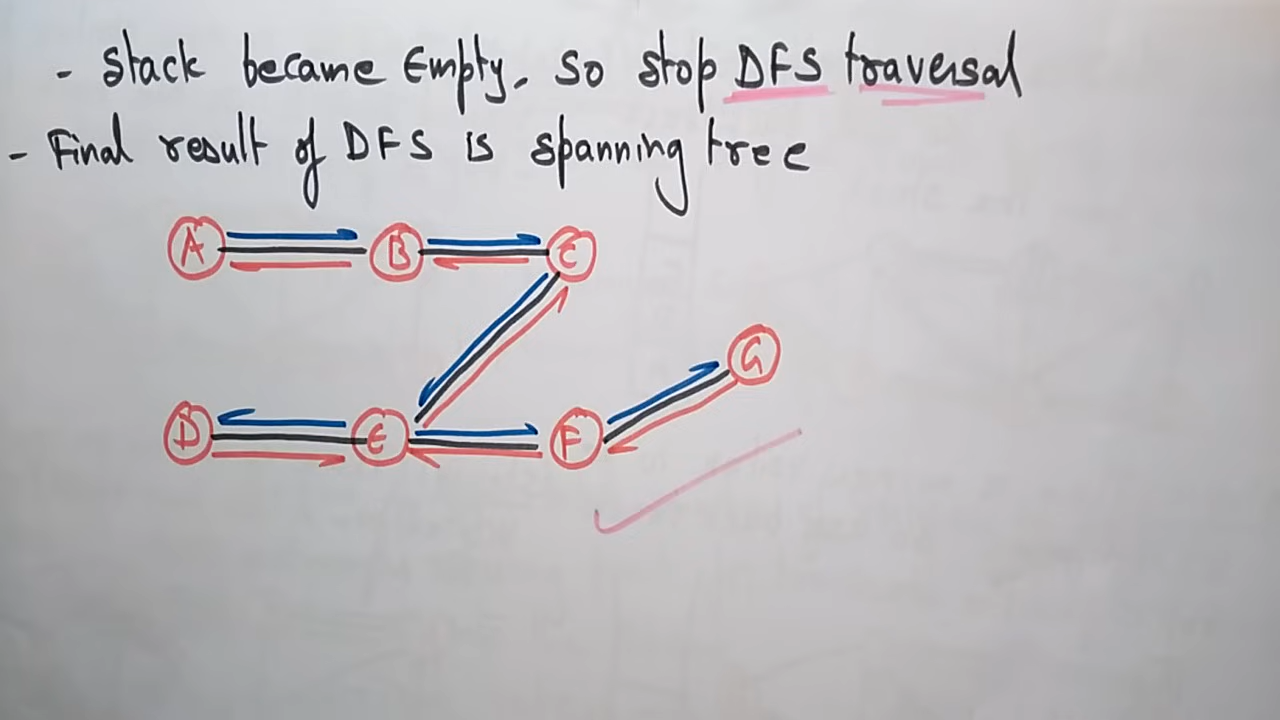 - Stack became Empty. So stop DFS traversal
- Final result of DFS is spanning tree
A B C
G
D E F